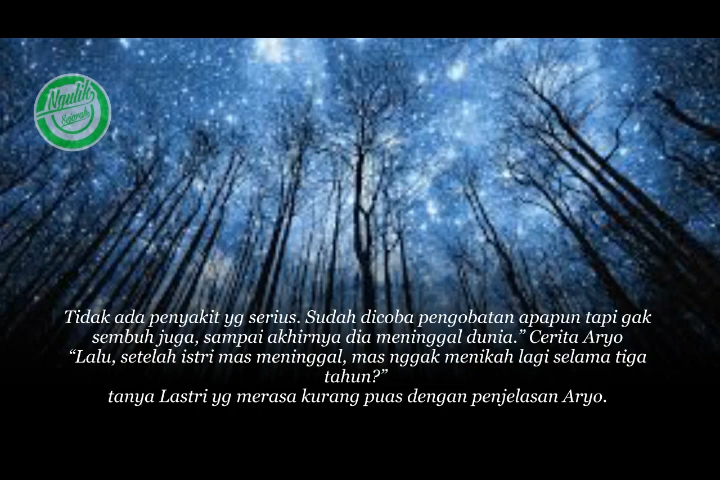 Ngulik
Kejawen
Tidak ada penyakit yg serius. Sudah dicoba pengobatan apapun tapi gak
sembuh juga, sampai akhirnya dia meninggal dunia.” Cerita Aryo
“Lalu, setelah istri mas meninggal, mas nggak menikah lagi selama tiga
tahun?”
tanya Lastri yg merasa kurang puas dengan penjelasan Aryo.